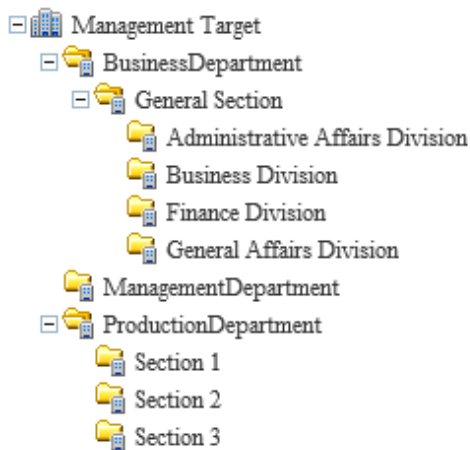 Management Target
BusinessDepartment
General Section
Administrative Affairs Division
Business Division
Finance Division
General Affairs Division
ManagementDepartment
ProductionDepartment
Section 1
Section 2
Section 3